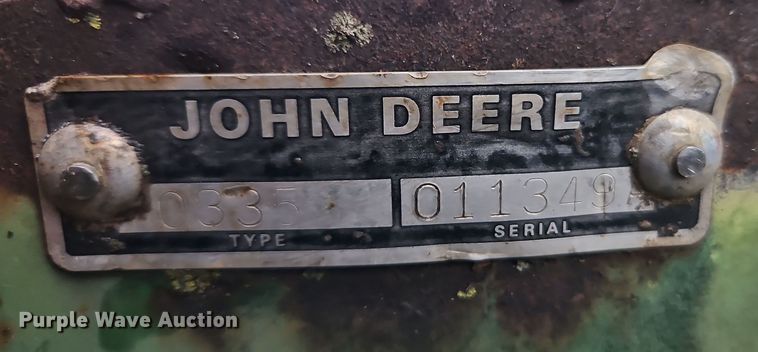 JOHN DEERE
0335 011349
TYPE SERIAL
Purple Wave Auction